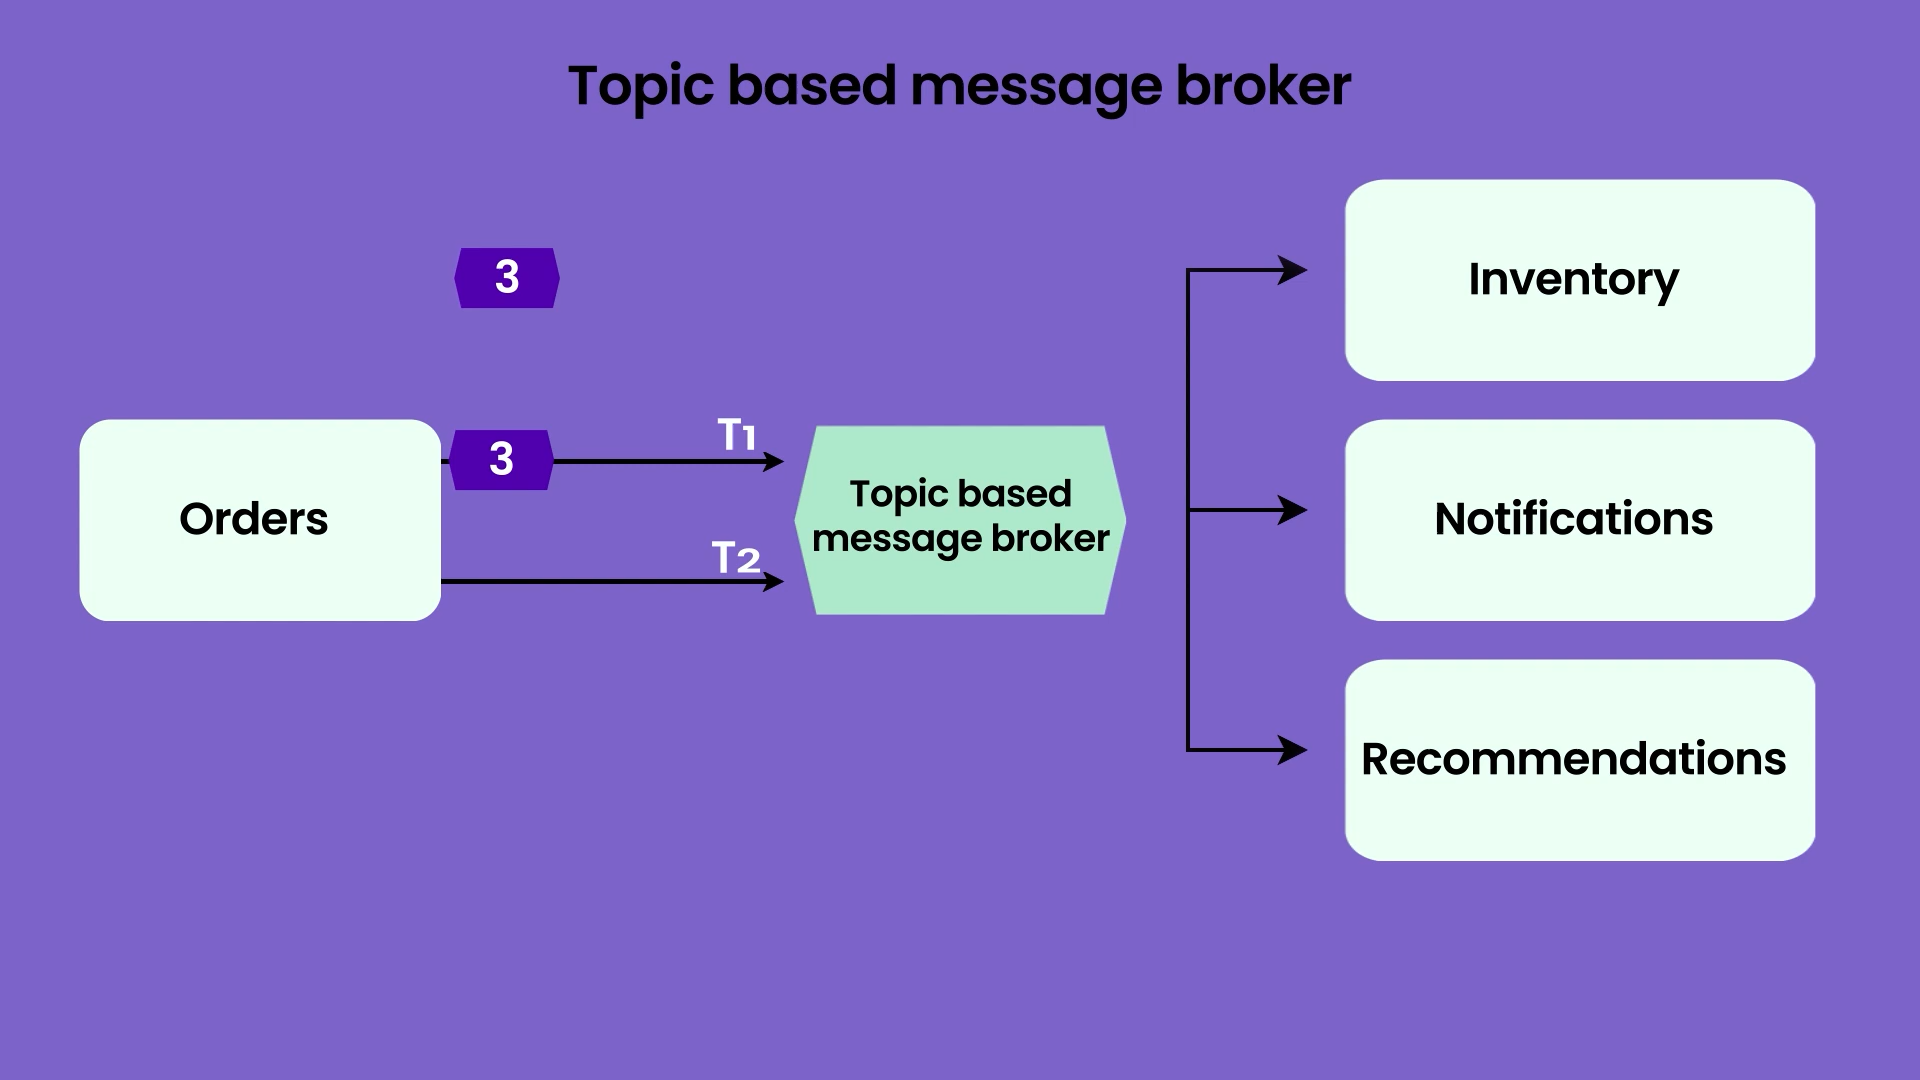 Topic based message broker
3
Inventory
T1
3
Orders
Topic based
message broker
T2
Notifications
Recommendations